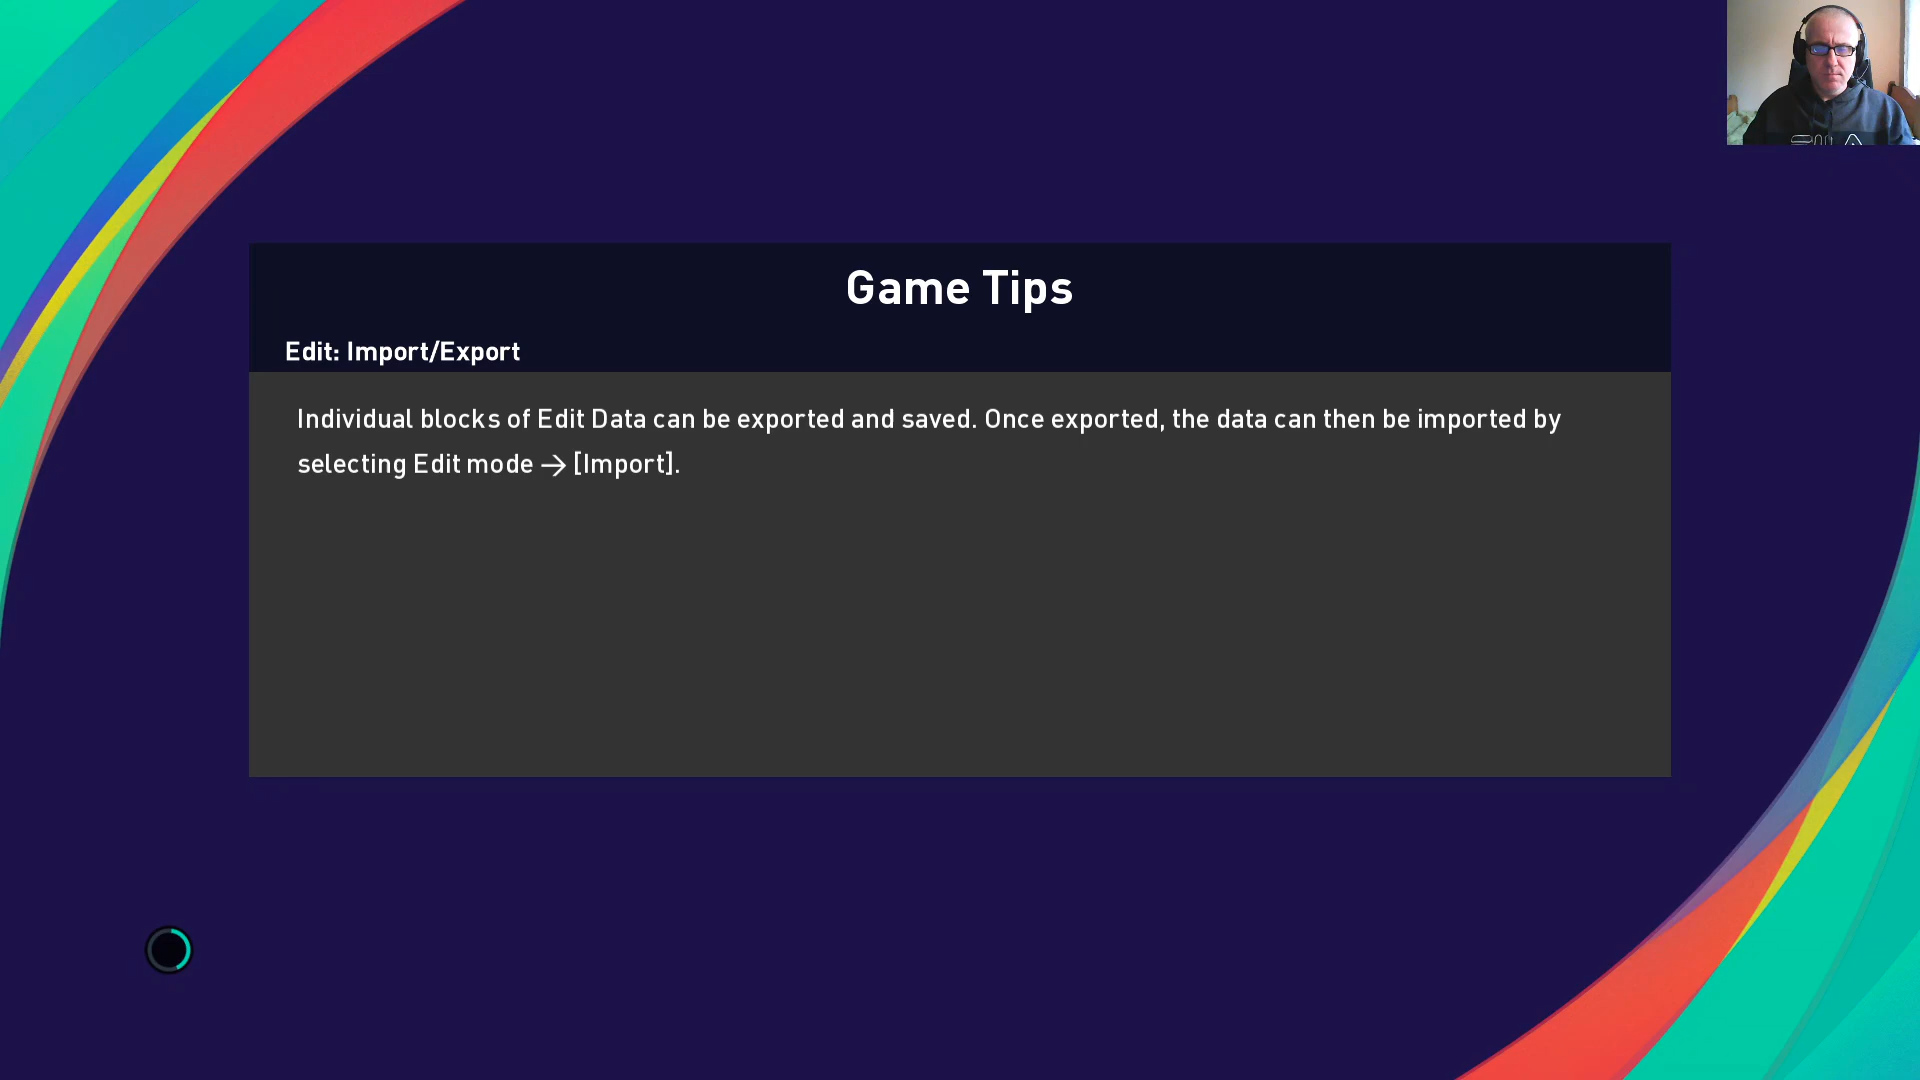 Game Tips
Edit: Import/Export
Individual blocks of Edit Data can be exported and saved. Once exported, the data can then be imported by
selecting Edit mode → [Import].